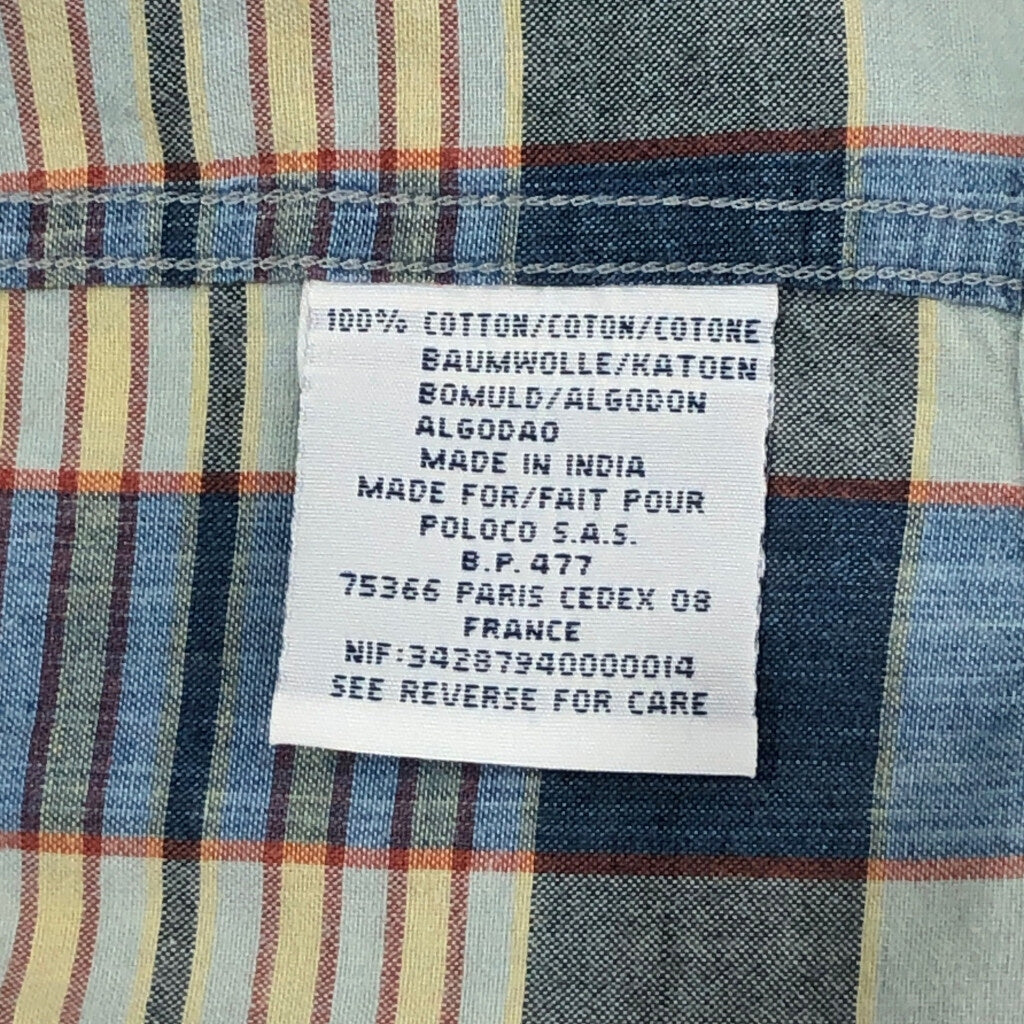 100% COTTON/COTON/COTONE
BAUMWOLLE/KATOEN
BOMULD/ALGODON
ALGODAO
MADE IN INDIA
MADE FOR/FAIT POUR
POLOCO S.A.S.
B.P. 477
75366 PARIS CEDEX 08
FRANCE
NIF:34287940000014
SEE REVERSE FOR CARE